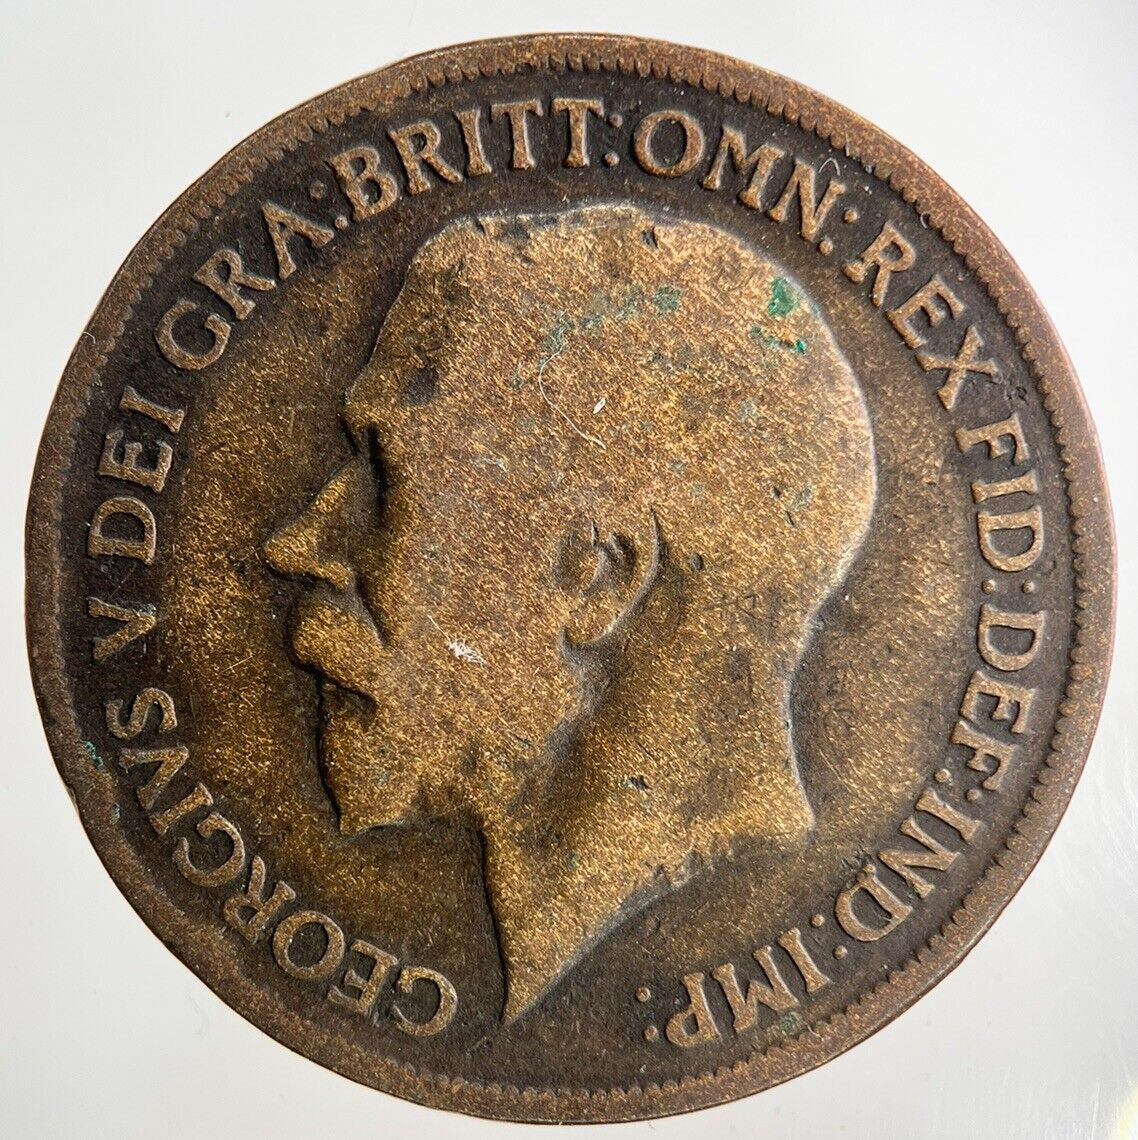 GEORGIVS V DEI GRA:BRITT:OMN:REX FID:DEF:IND:IMP: